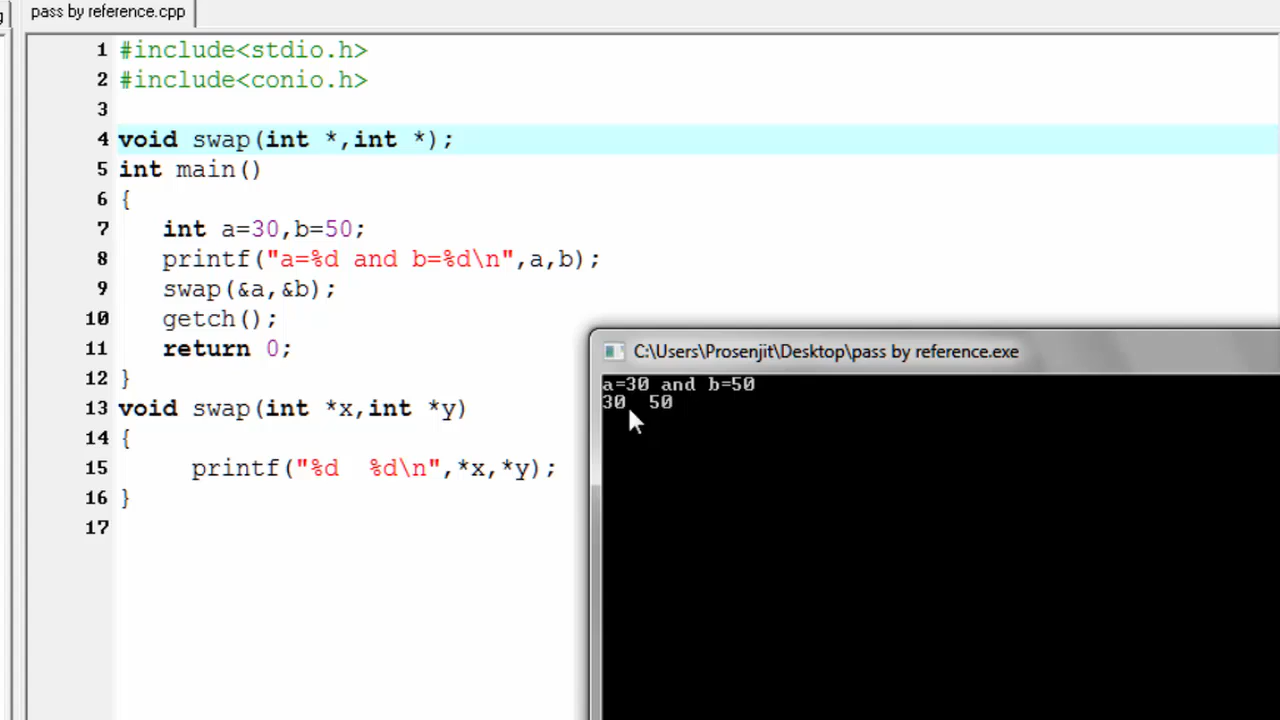 pass by reference.cpp
1 #include<stdio.h>
2 #include<conio.h>
3
4 void swap(int *,int *);
5 int main()
6 {
7 int a=30,b=50;
8 printf("a=%d and b=%d\n",a,b);
9 swap(&a,&b);
10 getch();
11 return 0;
12 }
13 void swap(int *x,int *y)
14 {
15 printf("%d  %d\n",*x,*y);
16 }
17
C:\Users\Prosenjit\Desktop\pass by reference.exe
a=30 and b=50
30  50